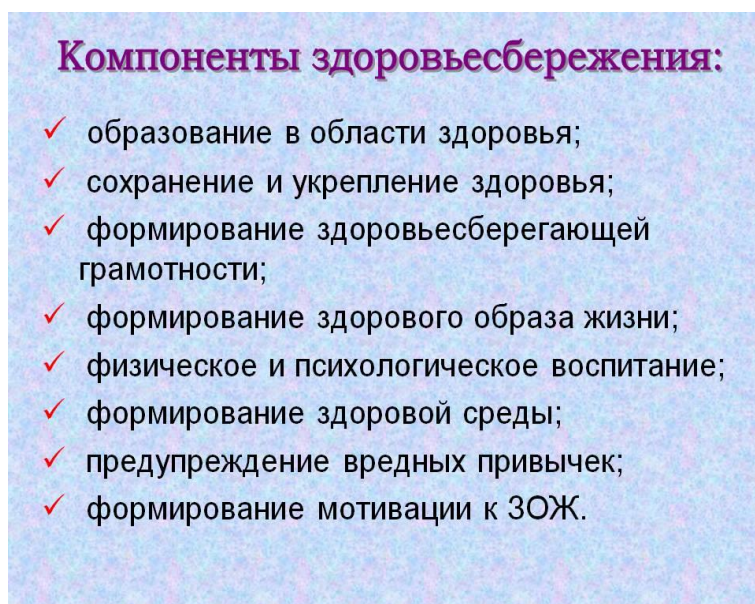 Компоненты здоровьесбережения:
✓ образование в области здоровья;
✓ сохранение и укрепление здоровья;
✓ формирование здоровьесберегающей
грамотности;
✓ формирование здорового образа жизни;
✓ физическое и психологическое воспитание;
✓ формирование здоровой среды;
✓ предупреждение вредных привычек;
✓ формирование мотивации к ЗОЖ.